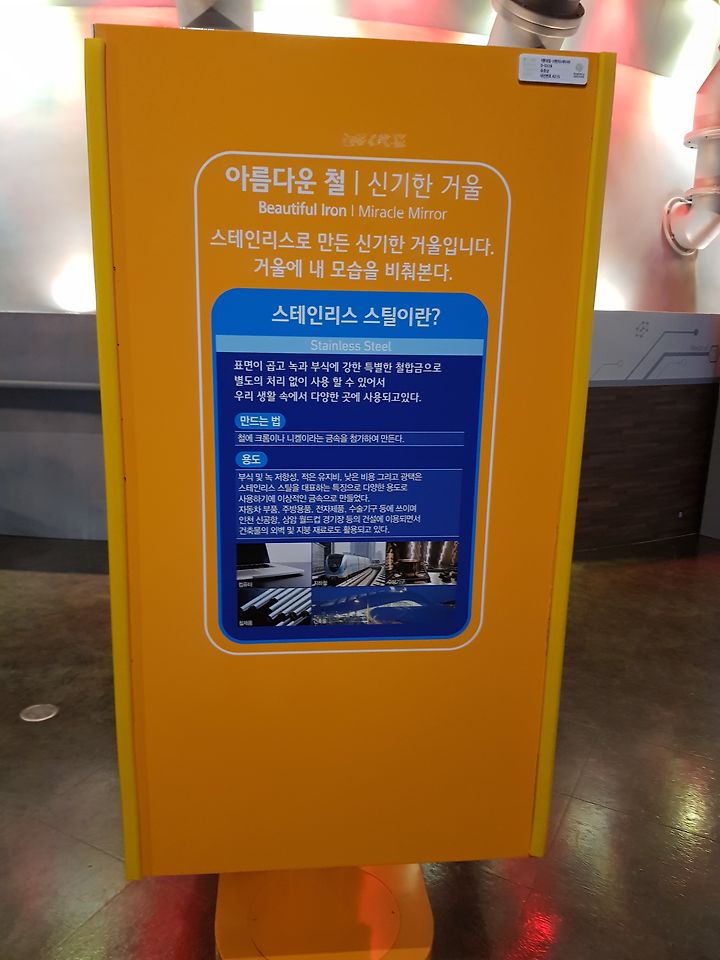 아름다운 철 | 신기한 거울
Beautiful Iron | Miracle Mirror
스테인리스로 만든 신기한 거울입니다.
거울에 내 모습을 비춰본다.
스테인리스 스틸이란?
Stainless Steel
표면이 곱고 녹과 부식에 강한 특별한 철합금으로
별도의 처리 없이 사용 할 수 있어서
우리 생활 속에서 다양한 곳에 사용되고있다.
만드는 법
철에 크롬이나 니켈이라는 금속을 첨가하여 만든다.
용도
부식 및 녹 저항성, 적은 유지비, 낮은 비용 그리고 광택은
스테인리스 스틸을 대표하는 특징으로 다양한 용도로
사용하기에 이상적인 금속으로 만들었다.
자동차 부품, 주방용품, 전자제품, 수술기구 등에 쓰이며
인천 신공항, 상암 월드컵 경기장 등의 건설에 이용되면서
건축물의 외벽 및 지붕 재료로도 활용되고 있다.
컴퓨터
지하철
철제품
건축물